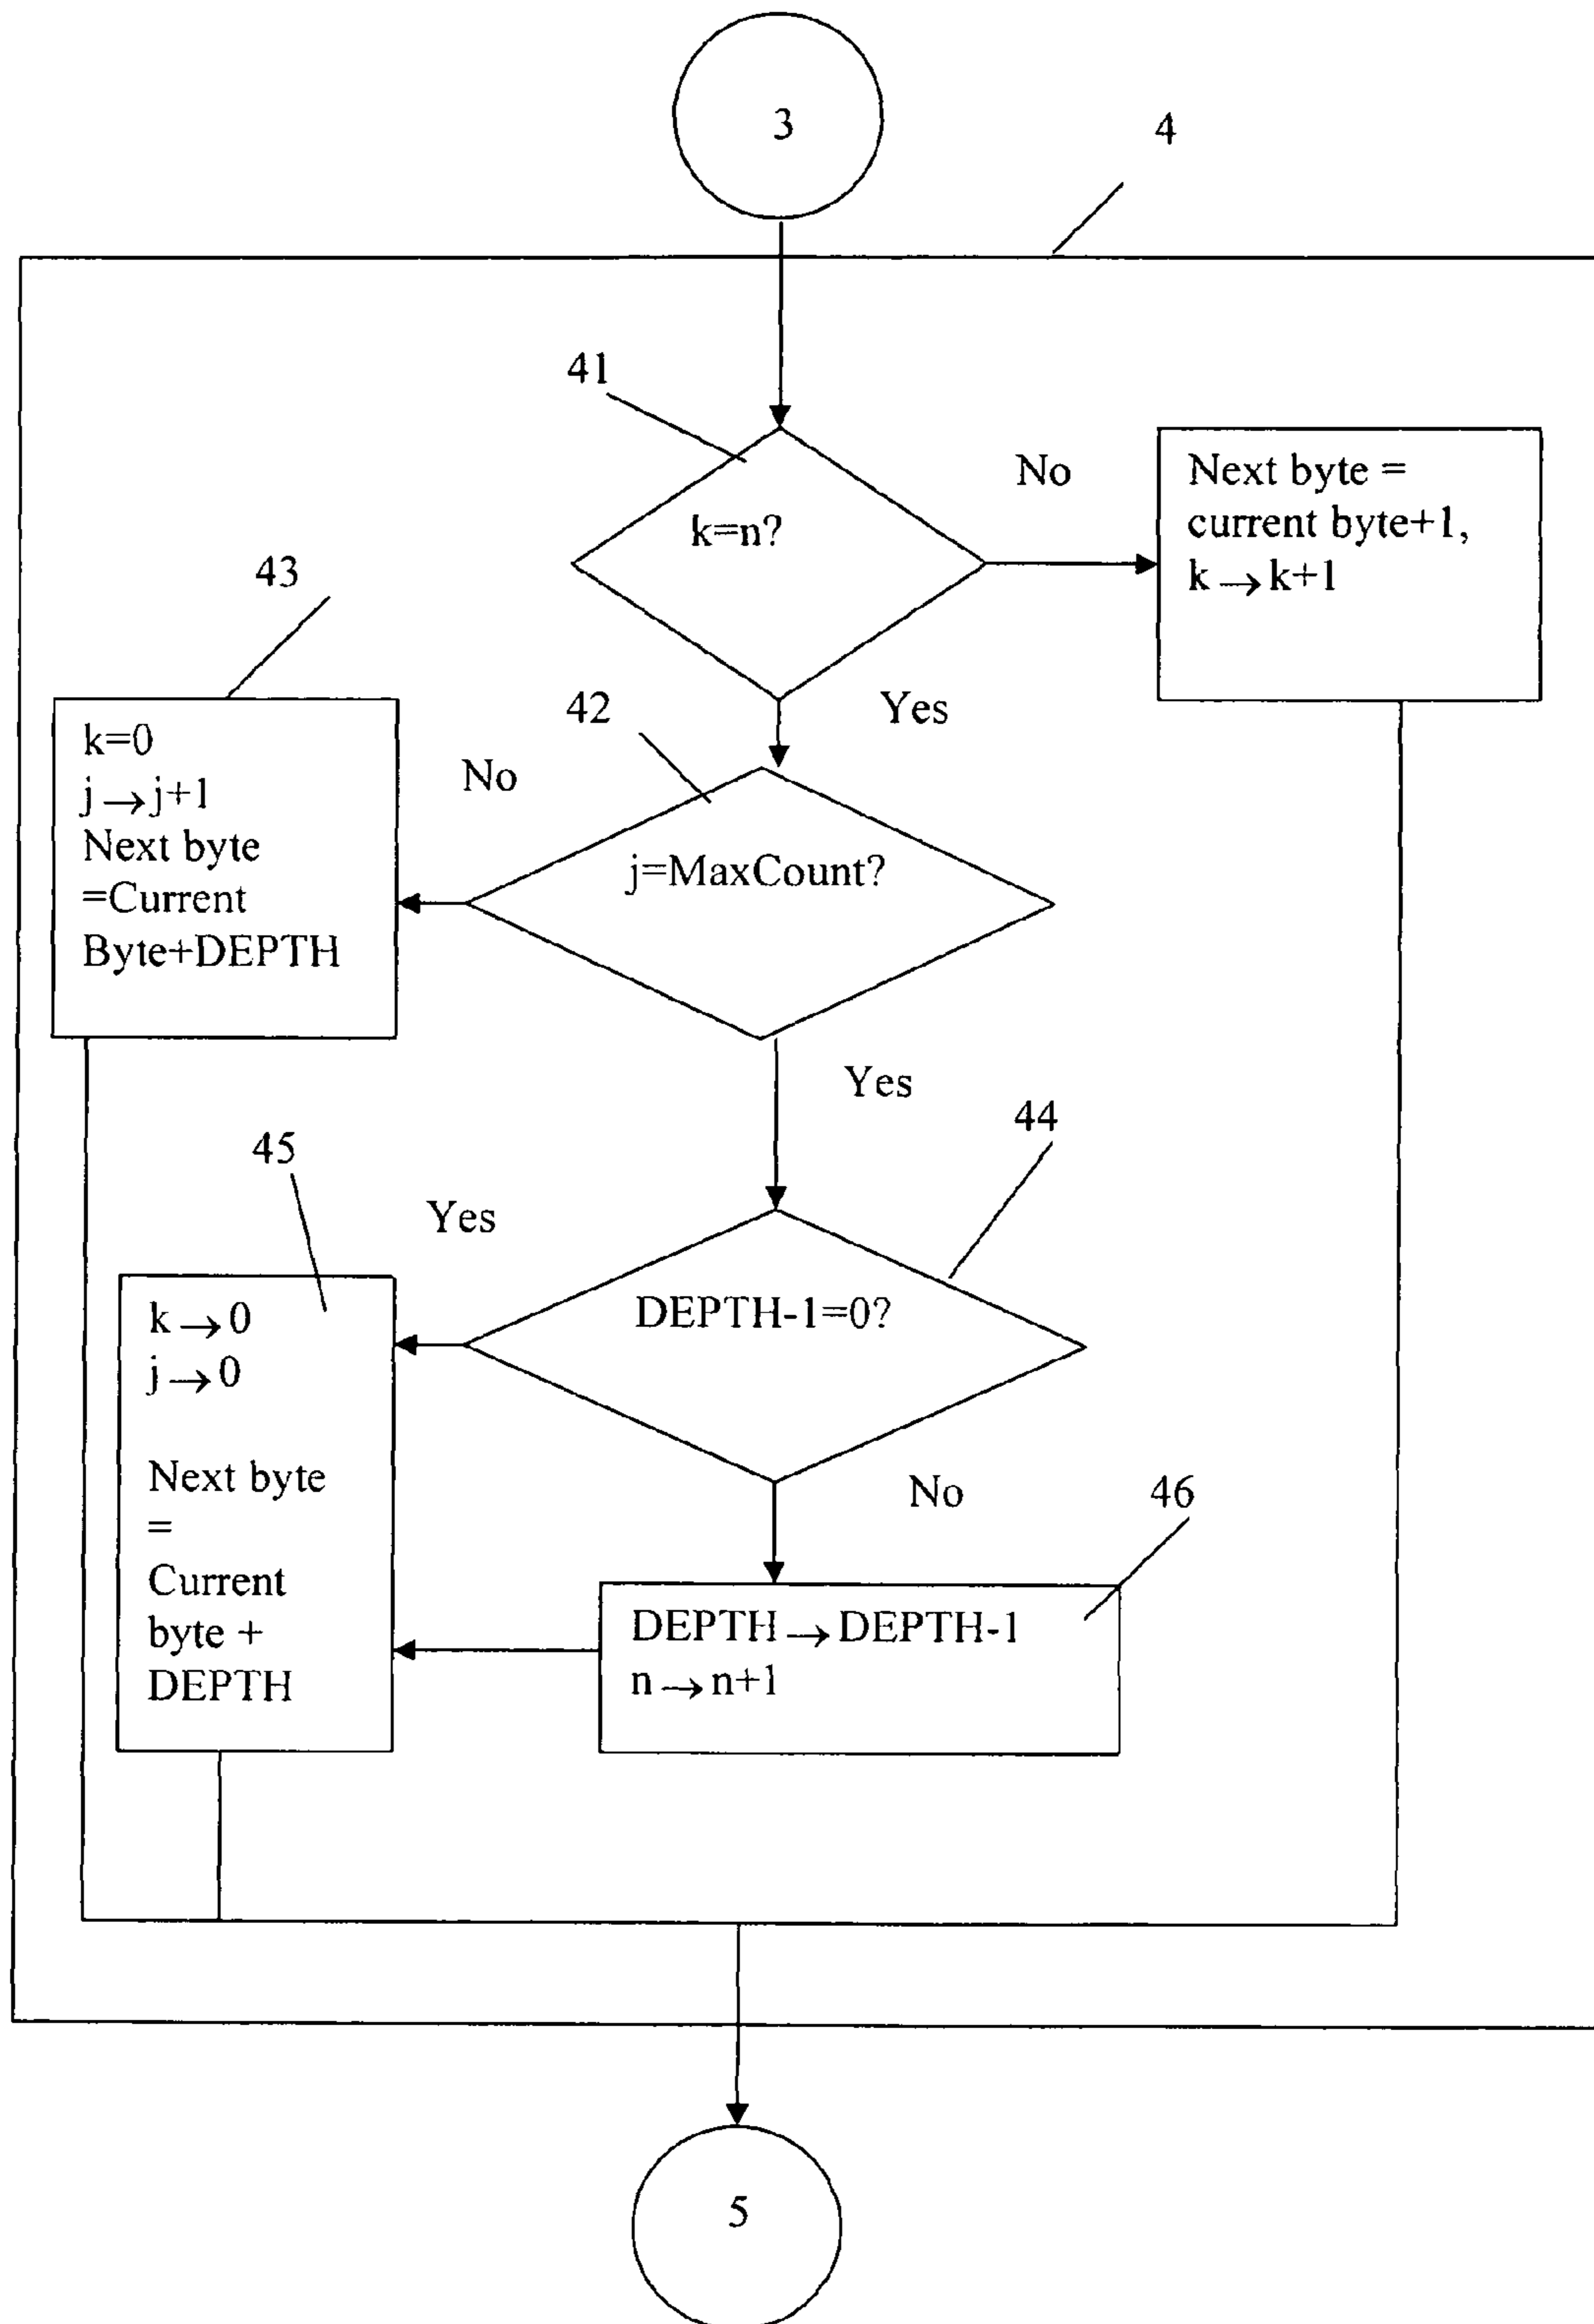 3
4
41
k=n?
No
Next byte =
current byte+1,
k→k+1
43
k=0
j→j+1
Next byte
=Current
Byte+DEPTH
No
42
Yes
j=MaxCount?
Yes
44
45
Yes
DEPTH-1=0?
k→0
j→0
Next byte
=
Current
byte +
DEPTH
No
46
DEPTH→DEPTH-1
n→n+1
5